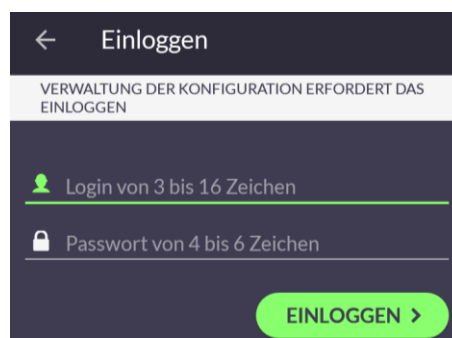 Einloggen
VERWALTUNG DER KONFIGURATION ERFORDERT DAS
EINLOGGEN
Login von 3 bis 16 Zeichen
Passwort von 4 bis 6 Zeichen
EINLOGGEN